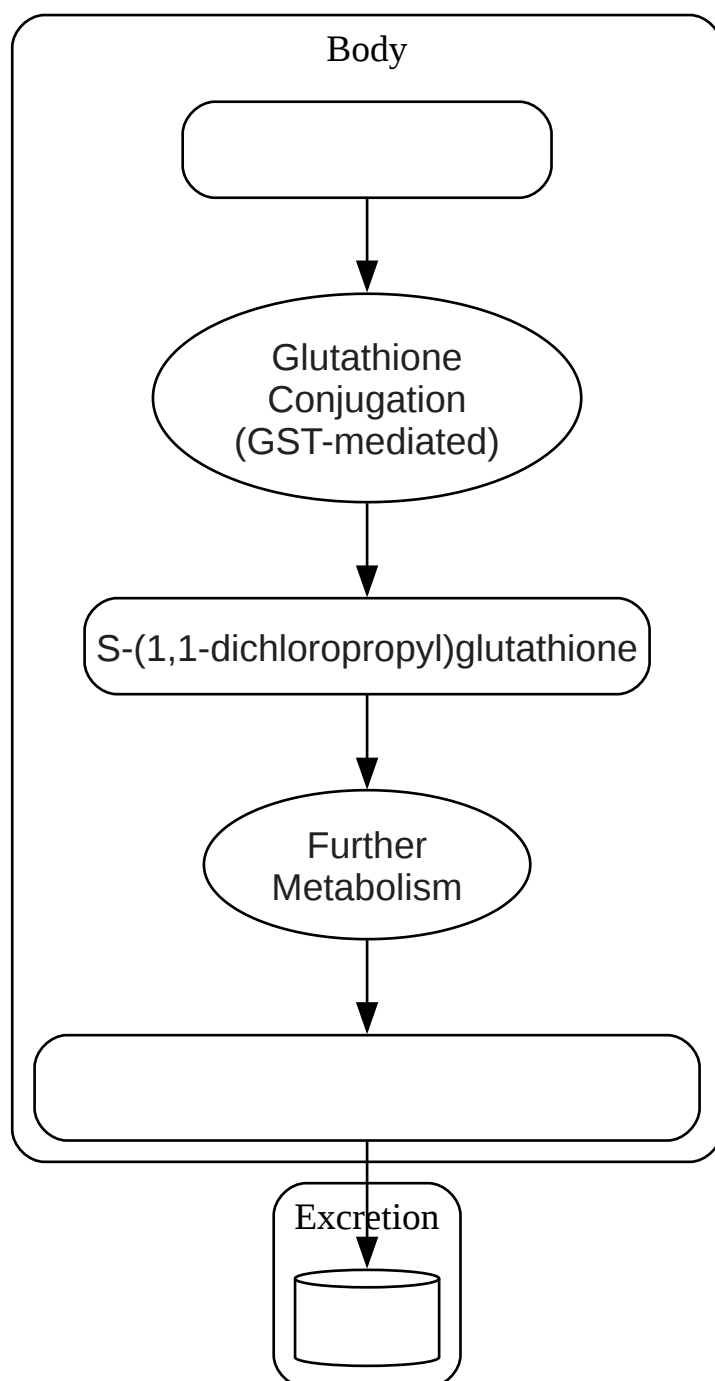 Body
Glutathione
Conjugation
(GST-mediated)
S-(1,1-dichloropropyl)glutathione
Further
Metabolism
Excretion